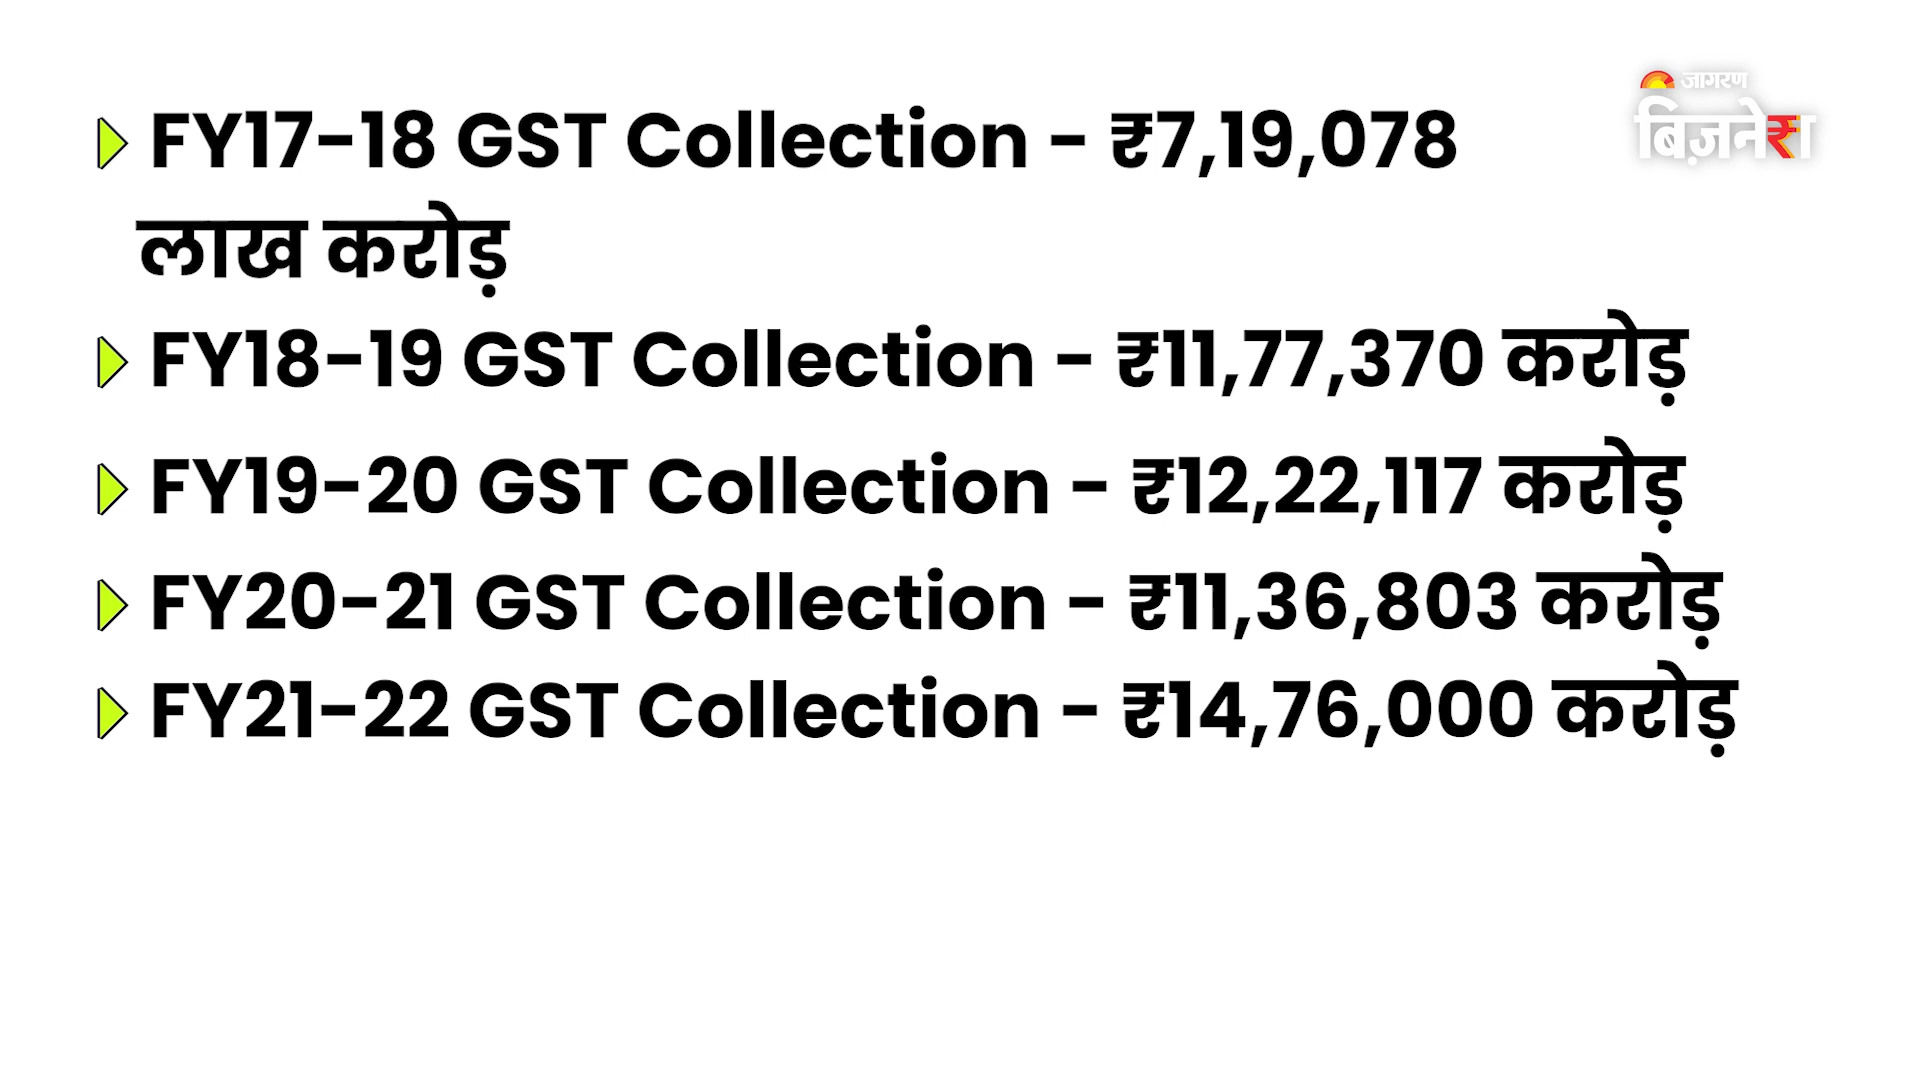 जागरण
बिज़नेस
FY17-18 GST Collection - ₹7,19,078
लाख करोड़
FY18-19 GST Collection - ₹11,77,370 करोड़
FY19-20 GST Collection - ₹12,22,117 करोड़
FY20-21 GST Collection - ₹11,36,803 करोड़
FY21-22 GST Collection - ₹14,76,000 करोड़